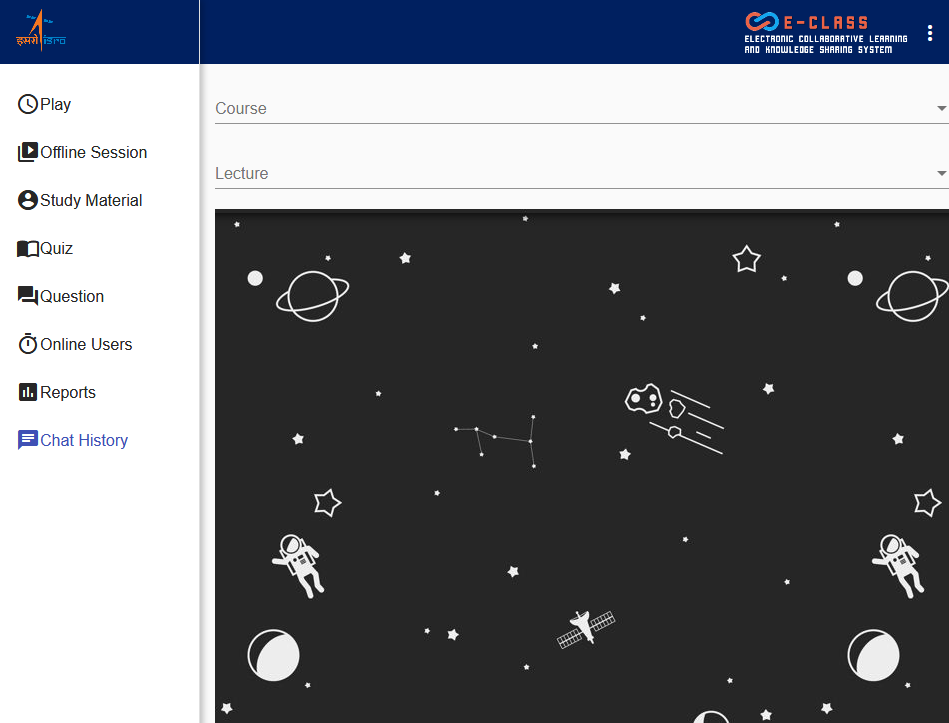 इसरो isro
E-CLASS
ELECTRONIC COLLABORATIVE LEARNING
AND KNOWLEDGE SHARING SYSTEM
Play
Offline Session
Study Material
Quiz
Question
Online Users
Reports
Chat History
Course
Lecture